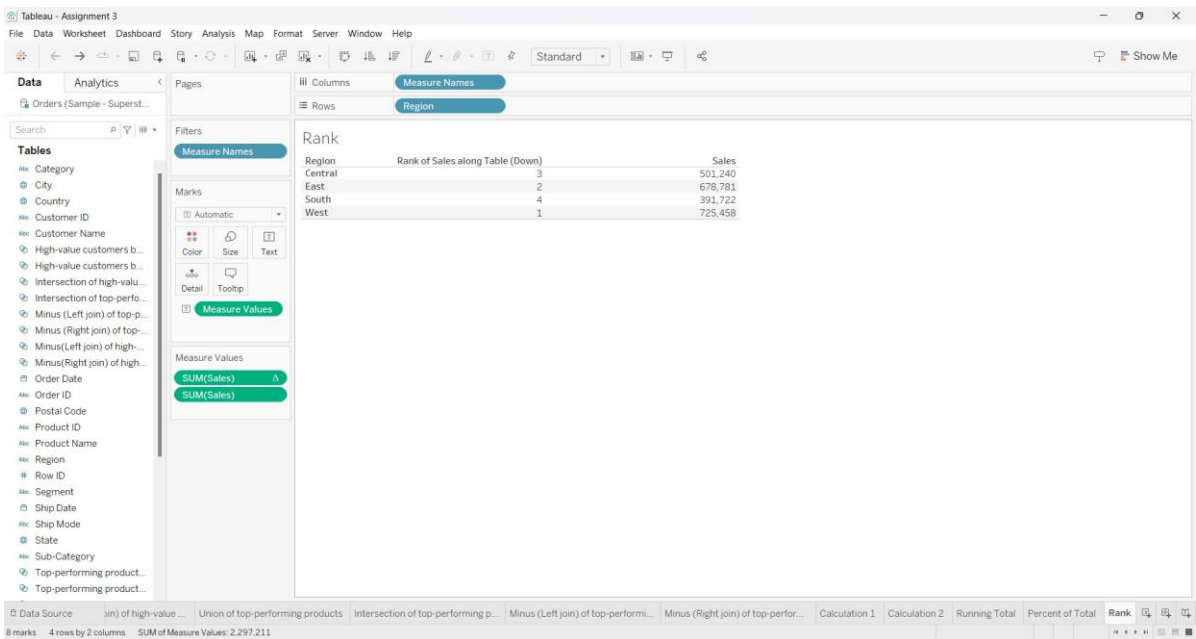 Tableau - Assignment 3
File Data Worksheet Dashboard Story Analysis Map Format Server Window Help
Standard
Show Me
Data Analytics
Orders (Sample - Superst...
Search
Tables
Abc Category
City
Country
Abc Customer ID
Abc Customer Name
High-value customers b...
High-value customers b...
Intersection of high-valu...
Intersection of top-perfo...
Minus (Left join) of top-p...
Minus (Right join) of top-...
Minus(Left join) of high-...
Minus(Right join) of high...
Order Date
Abc Order ID
Postal Code
Abc Product ID
Abc Product Name
Abc Region
# Row ID
Abc Segment
Ship Date
Abc Ship Mode
State
Abc Sub-Category
Top-performing product...
Top-performing product...
Pages
Filters
Measure Names
Marks
Automatic
Color Size Text
Detail Tooltip
Measure Values
Measure Values
SUM(Sales) Δ
SUM(Sales)
Columns Measure Names
Rows Region
Rank
Region Rank of Sales along Table (Down) Sales
Central 3 501,240
East 2 678,781
South 4 391,722
West 1 725,458
Data Source oin) of high-value ... Union of top-performing products Intersection of top-performing p... Minus (Left join) of top-performi... Minus (Right join) of top-perfor... Calculation 1 Calculation 2 Running Total Percent of Total Rank
8 marks 4 rows by 2 columns SUM of Measure Values: 2,297,211